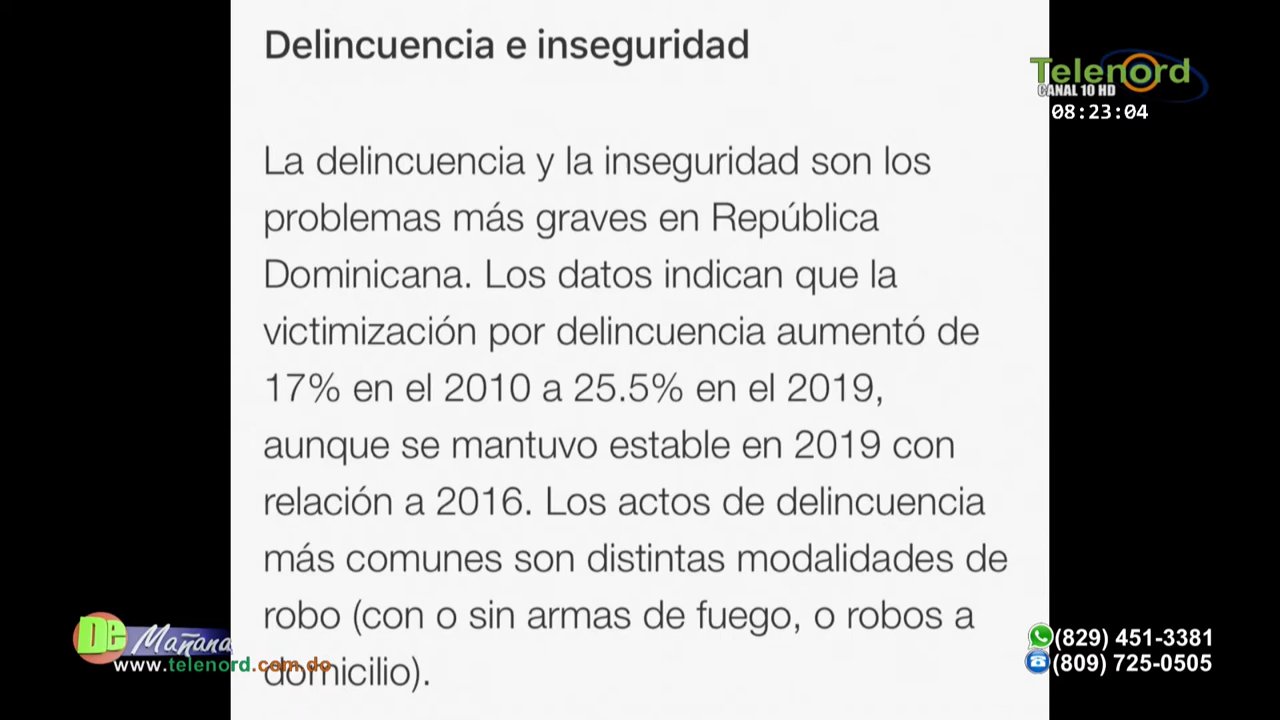 Delincuencia e inseguridad
Telenord
CANAL 10 HD
08:23:04
La delincuencia y la inseguridad son los
problemas más graves en República
Dominicana. Los datos indican que la
victimización por delincuencia aumentó de
17% en el 2010 a 25.5% en el 2019,
aunque se mantuvo estable en 2019 con
relación a 2016. Los actos de delincuencia
más comunes son distintas modalidades de
robo (con o sin armas de fuego, o robos a
domicilio).
De Mañana
www.telenord.com.do
(829) 451-3381
(809) 725-0505